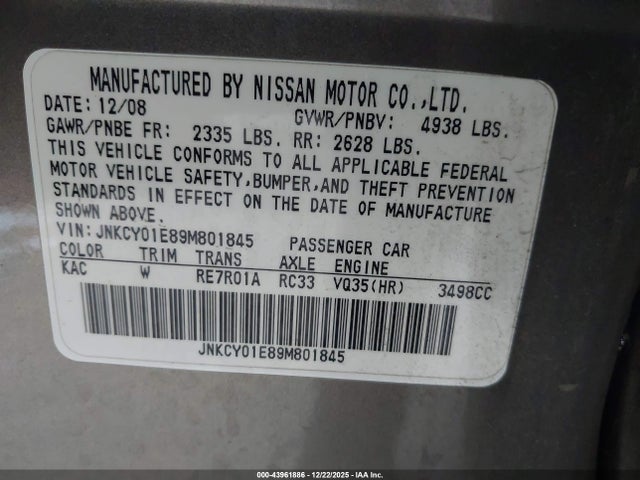 MANUFACTURED BY NISSAN MOTOR CO.,LTD.
DATE: 12/08 GVWR/PNBV: 4938 LBS.
GAWR/PNBE FR: 2335 LBS. RR: 2628 LBS.
THIS VEHICLE CONFORMS TO ALL APPLICABLE FEDERAL
MOTOR VEHICLE SAFETY,BUMPER,AND THEFT PREVENTION
STANDARDS IN EFFECT ON THE DATE OF MANUFACTURE
SHOWN ABOVE.
VIN: JNKCY01E89M801845 PASSENGER CAR
COLOR TRIM TRANS AXLE ENGINE
KAC W RE7R01A RC33 VQ35(HR) 3498CC
JNKCY01E89M801845
000-43961886 - 12/22/2025 - IAA Inc.